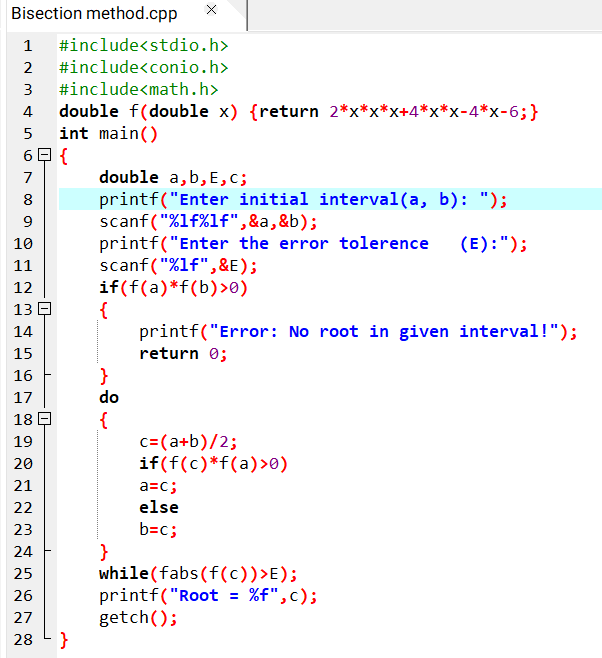 Bisection method.cpp ×
1 #include<stdio.h>
2 #include<conio.h>
3 #include<math.h>
4 double f(double x) {return 2*x*x*x+4*x*x-4*x-6;}
5 int main()
6 {
7 double a,b,E,c;
8 printf("Enter initial interval(a, b): ");
9 scanf("%lf%lf",&a,&b);
10 printf("Enter the error tolerence   (E):");
11 scanf("%lf",&E);
12 if(f(a)*f(b)>0)
13 {
14 printf("Error: No root in given interval!");
15 return 0;
16 }
17 do
18 {
19 c=(a+b)/2;
20 if(f(c)*f(a)>0)
21 a=c;
22 else
23 b=c;
24 }
25 while(fabs(f(c))>E);
26 printf("Root = %f",c);
27 getch();
28 }